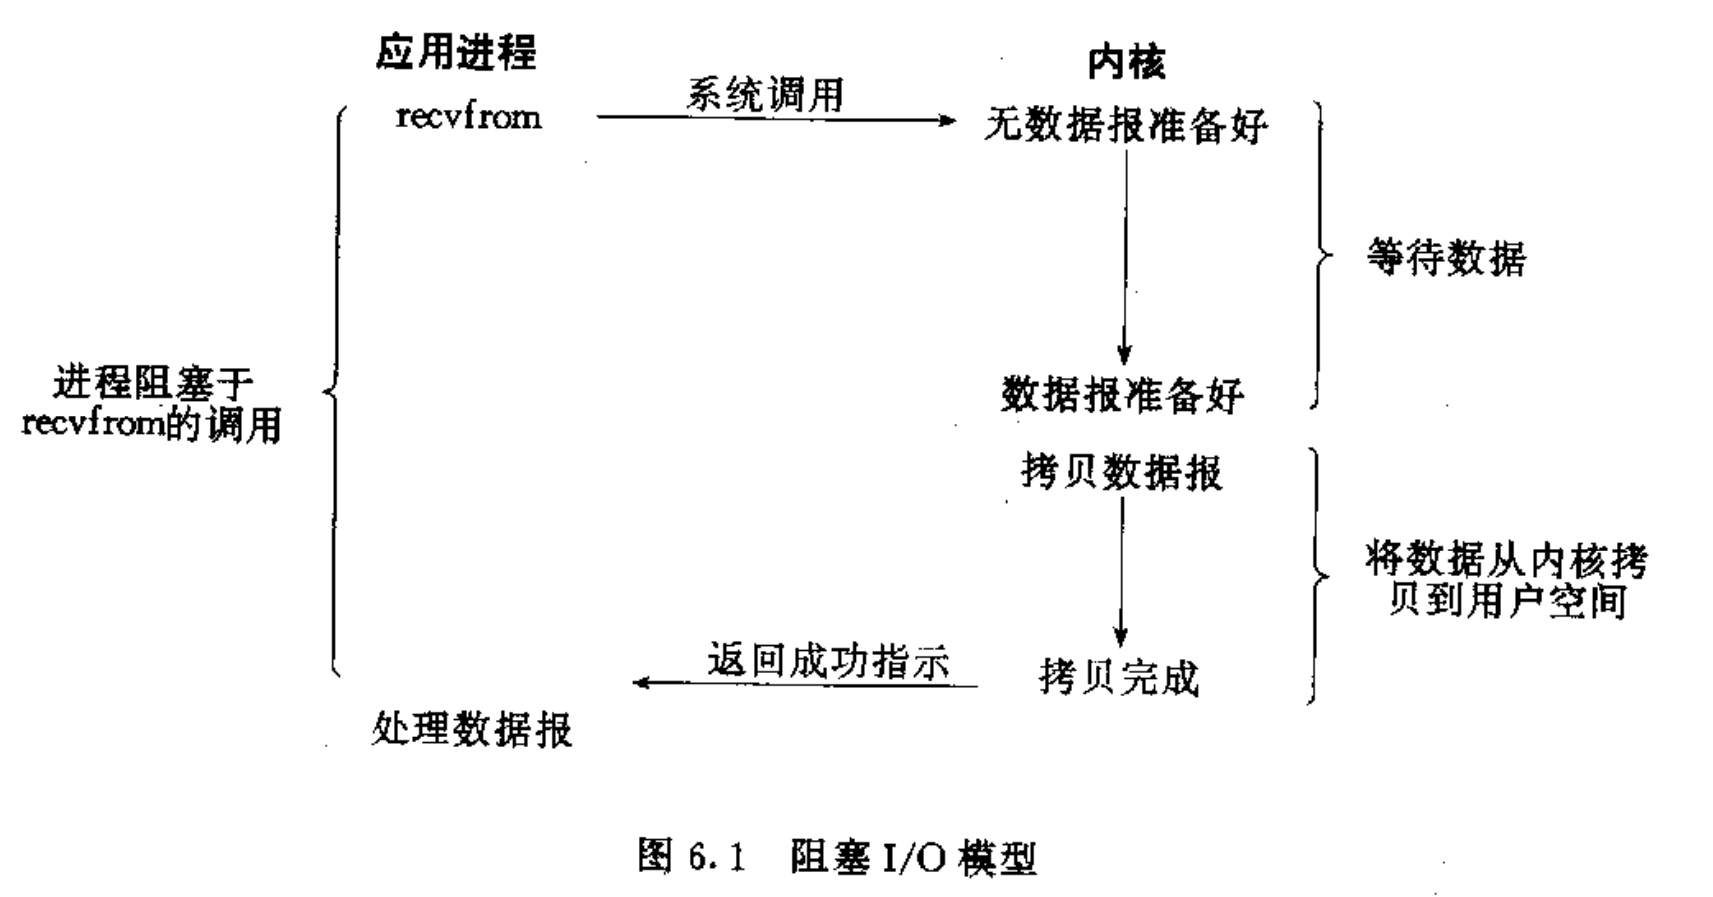 应用进程
内核
recvfrom
系统调用
无数据报准备好
等待数据
进程阻塞于
recvfrom的调用
数据报准备好
拷贝数据报
将数据从内核拷
贝到用户空间
返回成功指示
拷贝完成
处理数据报
图 6.1 阻塞 I/O 模型